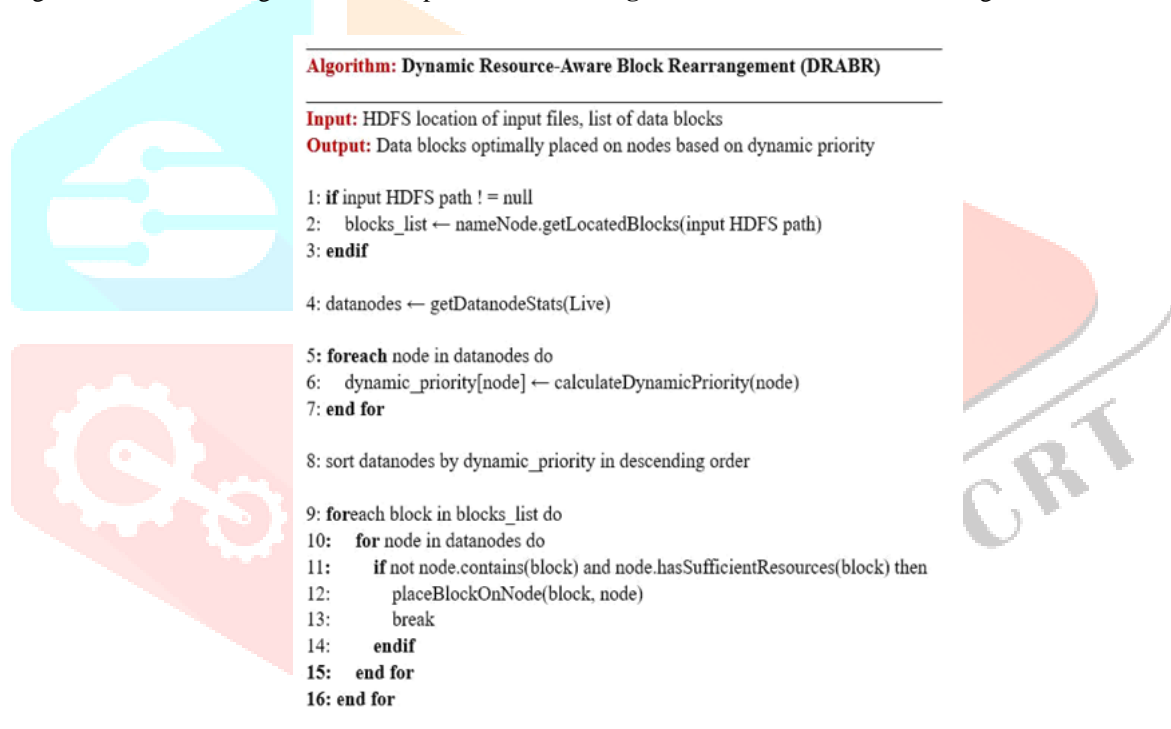 Algorithm: Dynamic Resource-Aware Block Rearrangement (DRABR)
Input: HDFS location of input files, list of data blocks
Output: Data blocks optimally placed on nodes based on dynamic priority
1: if input HDFS path ! = null
2: blocks_list ← nameNode.getLocatedBlocks(input HDFS path)
3: endif
4: datanodes ← getDatanodeStats(Live)
5: foreach node in datanodes do
6: dynamic_priority[node] ← calculateDynamicPriority(node)
7: end for
8: sort datanodes by dynamic_priority in descending order
9: foreach block in blocks_list do
10: for node in datanodes do
11: if not node.contains(block) and node.hasSufficientResources(block) then
12: placeBlockOnNode(block, node)
13: break
14: endif
15: end for
16: end for
CRT